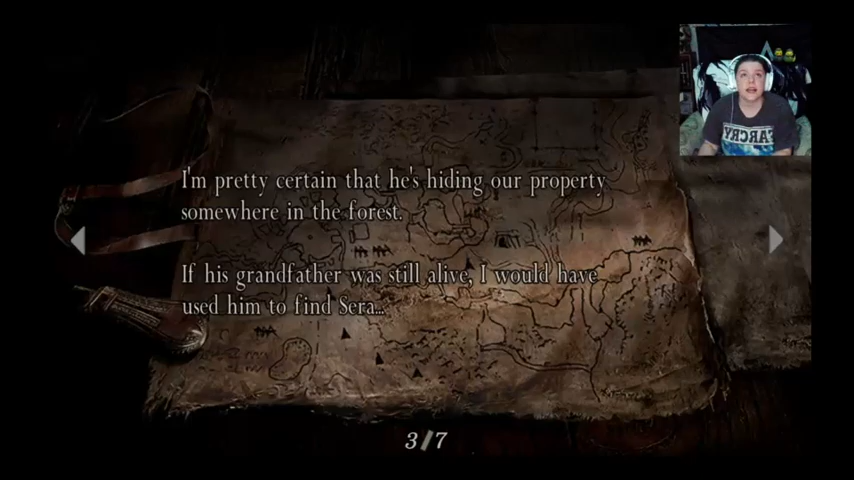 I'm pretty certain that he's hiding our property
somewhere in the forest.
If his grandfather was still alive, I would have
used him to find Sera...
3/7
FARCRY